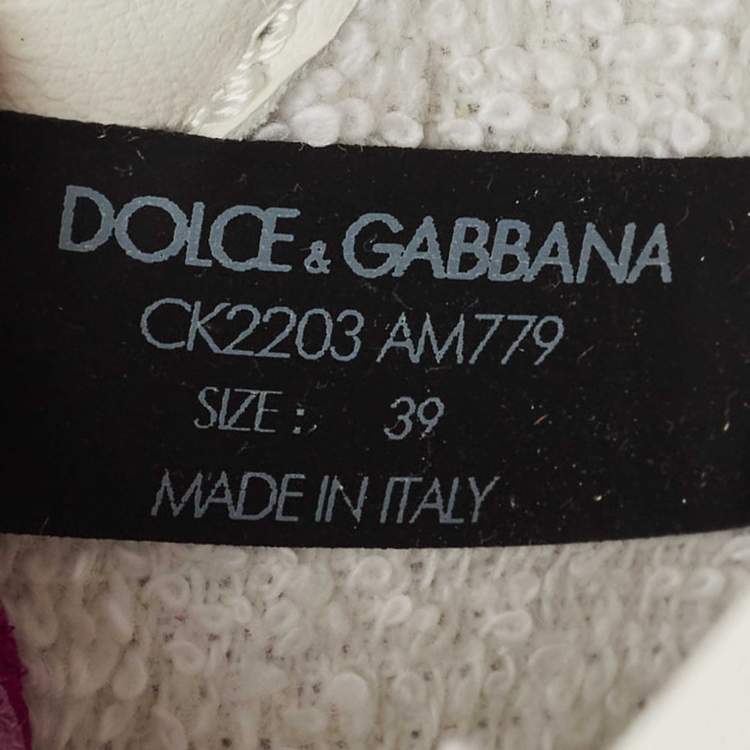 DOLCE & GABBANA
CK2203 AM779
SIZE: 39
MADE IN ITALY